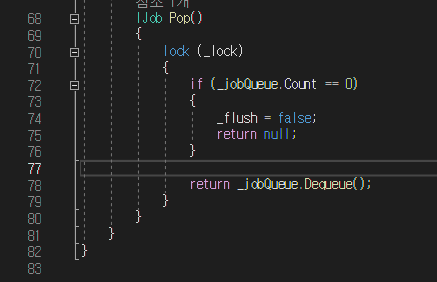 참조 1개
68 IJob Pop()
69 {
70 lock (_lock)
71 {
72 if (_jobQueue.Count == 0)
73 {
74 _flush = false;
75 return null;
76 }
77
78 return _jobQueue.Dequeue();
79 }
80 }
81 }
82 }
83